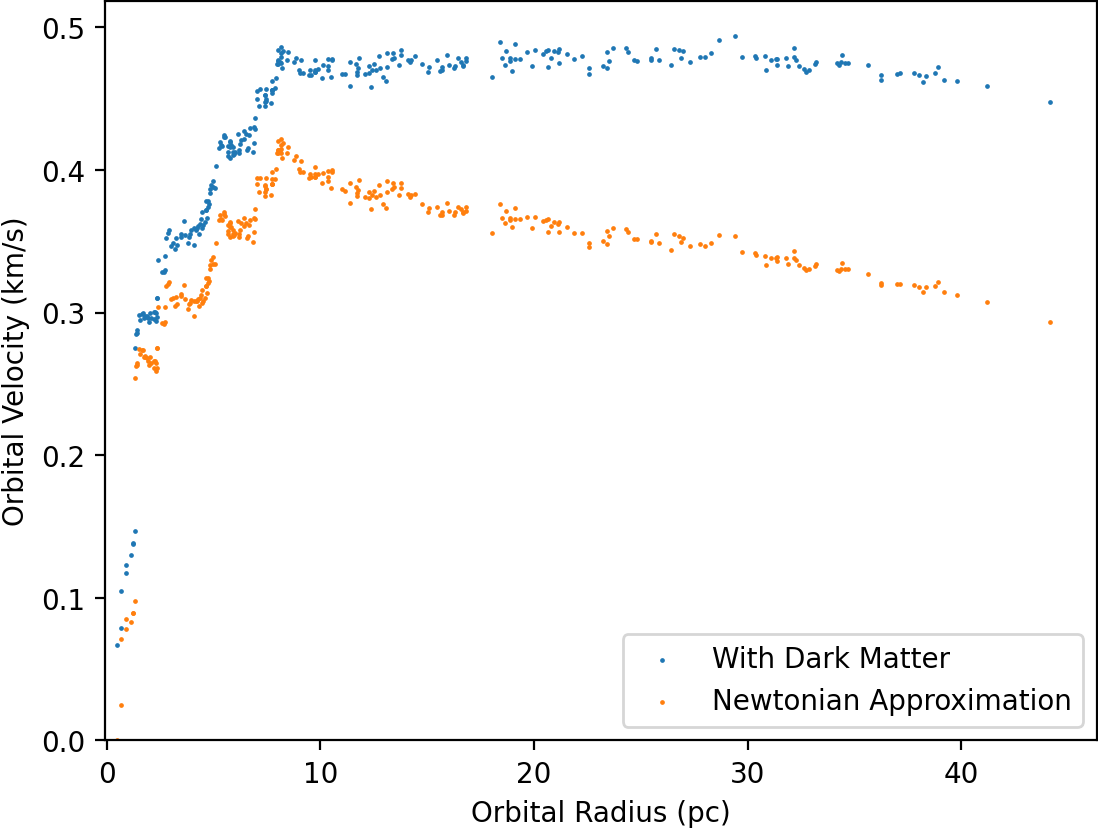 0.5
0.4
0.3
0.2
0.1
0.0
Orbital Velocity (km/s)
With Dark Matter
Newtonian Approximation
0 10 20 30 40
Orbital Radius (pc)